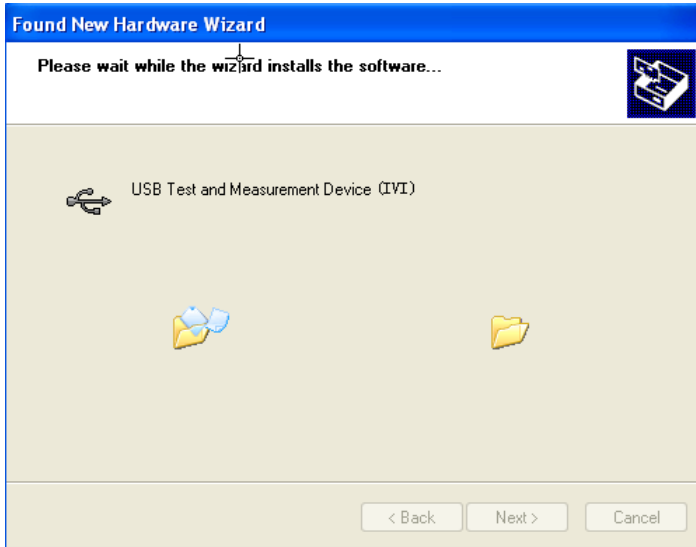 Found New Hardware Wizard
Please wait while the wizard installs the software...
USB Test and Measurement Device (IVI)
< Back
Next >
Cancel